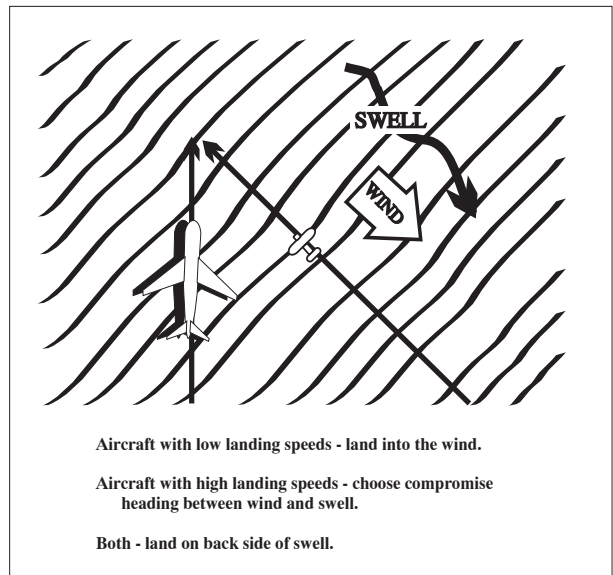 SWELL
WIND
Aircraft with low landing speeds - land into the wind.
Aircraft with high landing speeds - choose compromise
heading between wind and swell.
Both - land on back side of swell.